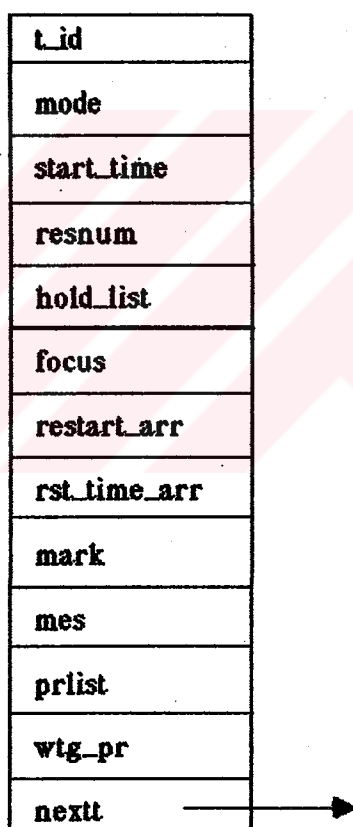 t_id
mode
start_time
resnum
hold_list
focus
restart_arr
rst_time_arr
mark
mes
prlist
wtg_pr
nextt